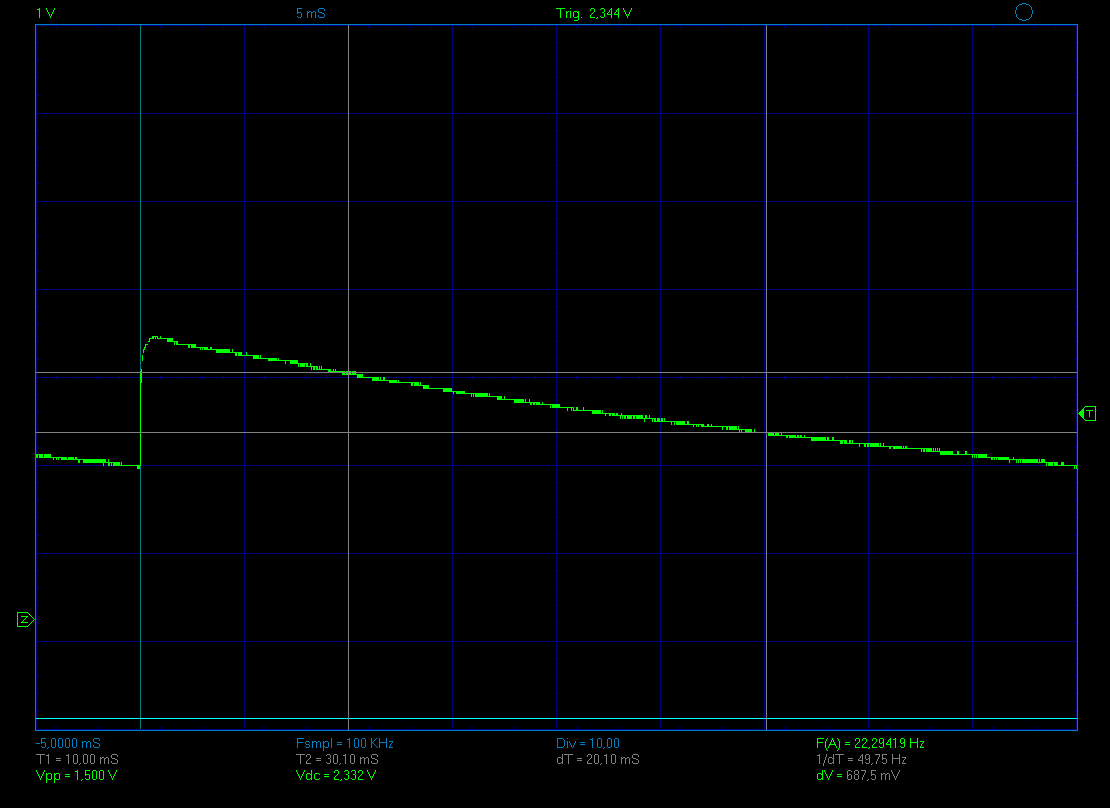 1 V 5 mS Trig. 2,344 V
T
Z
-5,0000 mS Fsmpl = 100 KHz Div = 10,00 F(A) = 22,29419 Hz
T1 = 10,00 mS T2 = 30,10 mS dT = 20,10 mS 1/dT = 49,75 Hz
Vpp = 1,500 V Vdc = 2,332 V dV = 687,5 mV